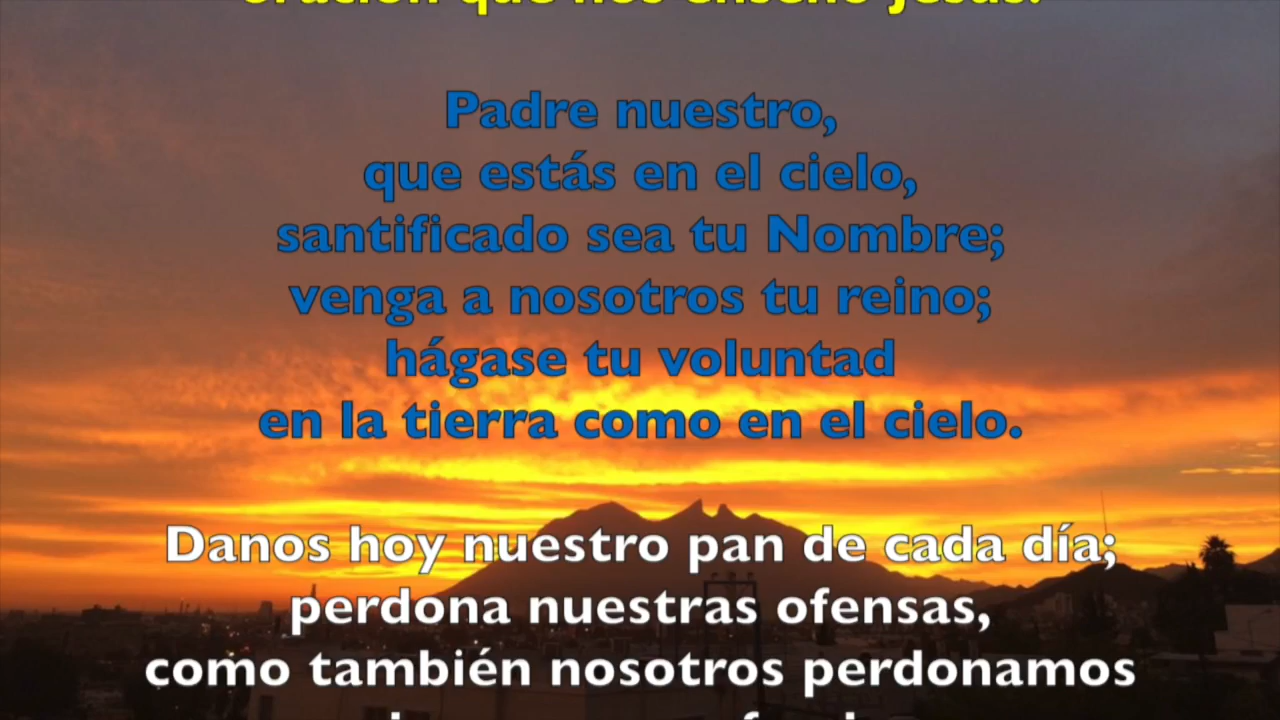 oración que nos enseñó Jesús:
Padre nuestro,
que estás en el cielo,
santificado sea tu Nombre;
venga a nosotros tu reino;
hágase tu voluntad
en la tierra como en el cielo.
Danos hoy nuestro pan de cada día;
perdona nuestras ofensas,
como también nosotros perdonamos